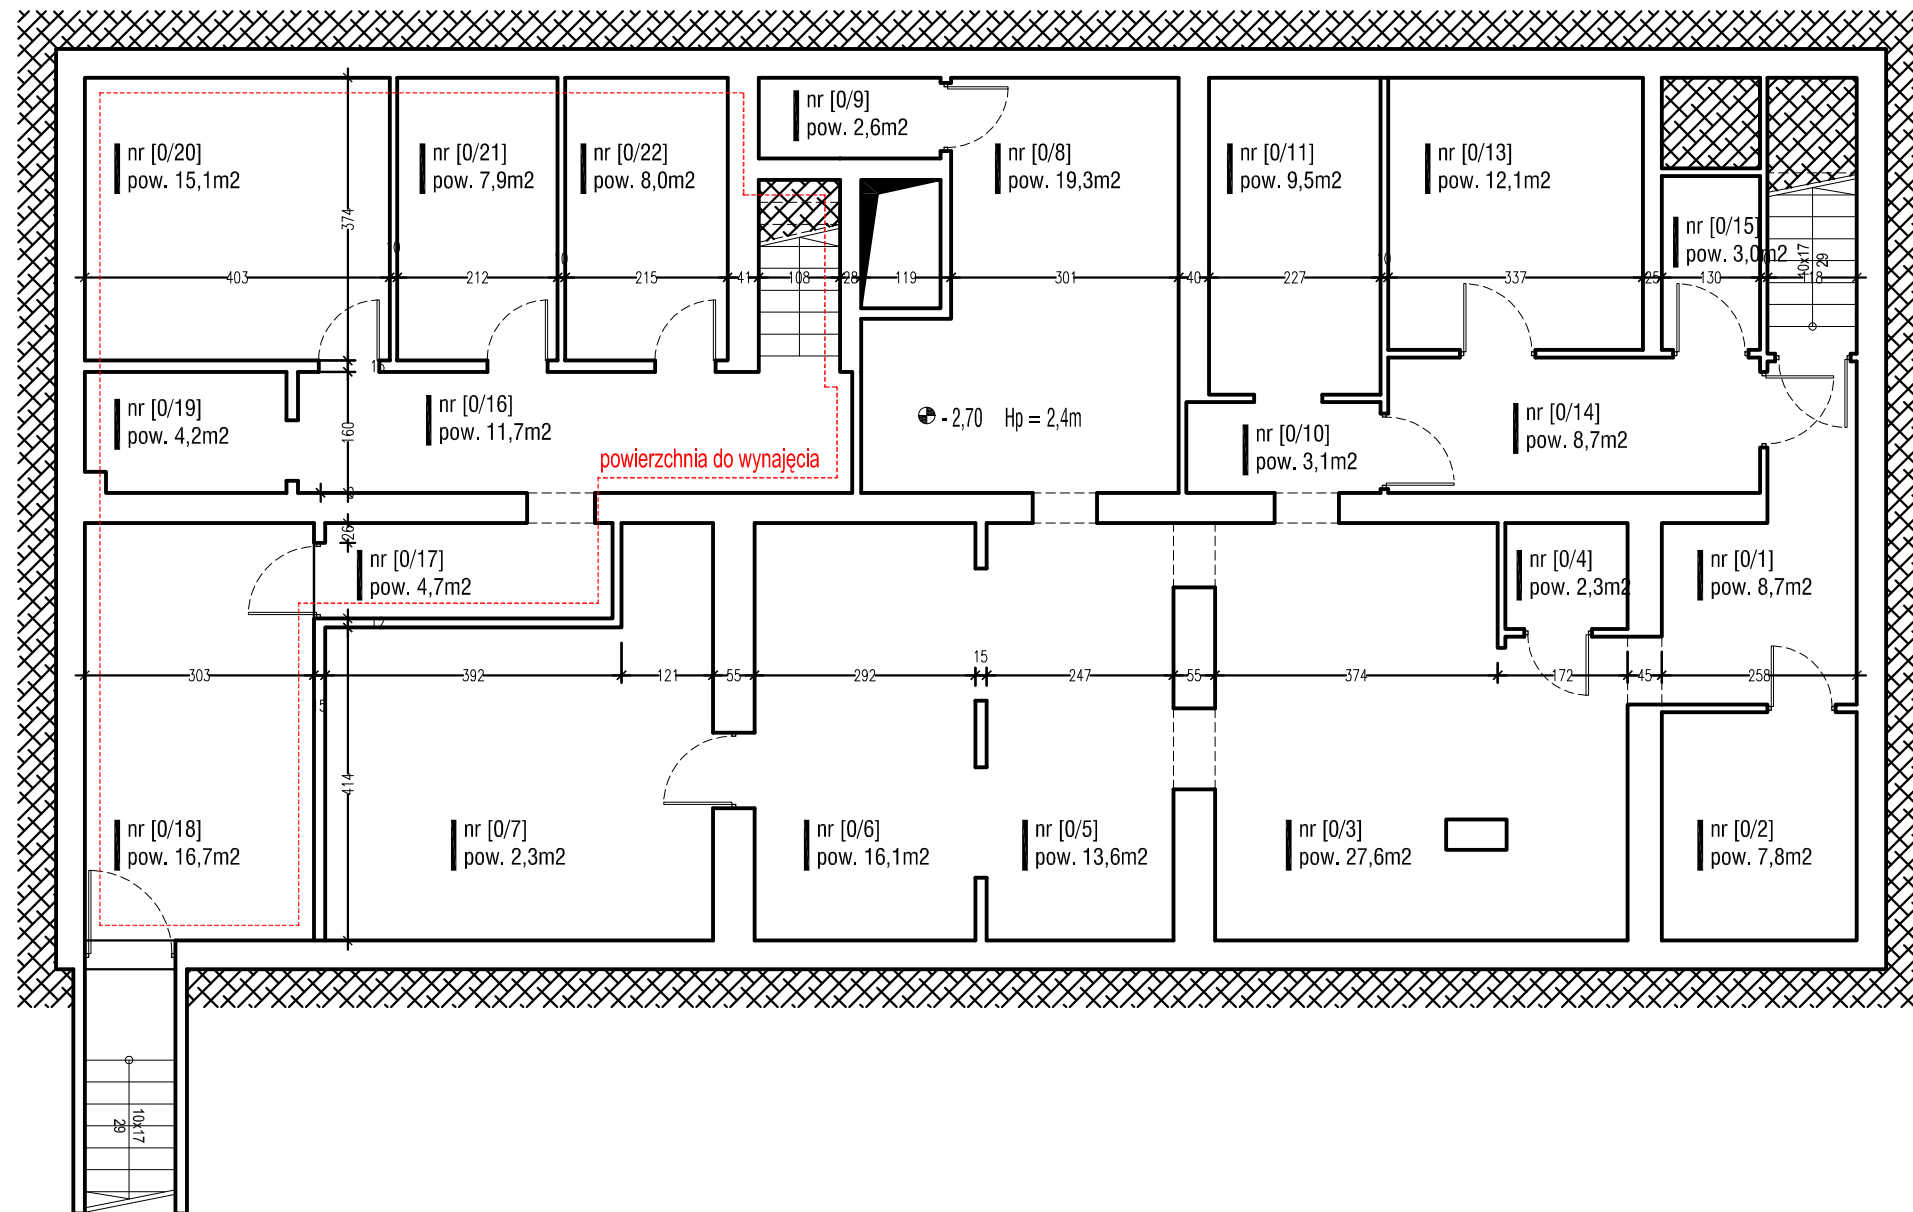 nr [0/9]
pow. 2,6m2
nr [0/20]
pow. 15,1m2
nr [0/21]
pow. 7,9m2
nr [0/22]
pow. 8,0m2
nr [0/8]
pow. 19,3m2
nr [0/11]
pow. 9,5m2
nr [0/13]
pow. 12,1m2
nr [0/15]
pow. 3,0m2
374
10
10
10
403
212
215
41
108
28
119
301
40
227
337
25
130
118
10x17
29
15
nr [0/19]
pow. 4,2m2
nr [0/16]
pow. 11,7m2
160
- 2,70
Hp = 2,4m
nr [0/10]
pow. 3,1m2
nr [0/14]
pow. 8,7m2
powierzchnia do wynajęcia
26
nr [0/17]
pow. 4,7m2
nr [0/4]
pow. 2,3m2
nr [0/1]
pow. 8,7m2
12
303
392
121
55
292
15
247
55
374
172
45
258
414
nr [0/18]
pow. 16,7m2
nr [0/7]
pow. 2,3m2
nr [0/6]
pow. 16,1m2
nr [0/5]
pow. 13,6m2
nr [0/3]
pow. 27,6m2
nr [0/2]
pow. 7,8m2
10x17
29